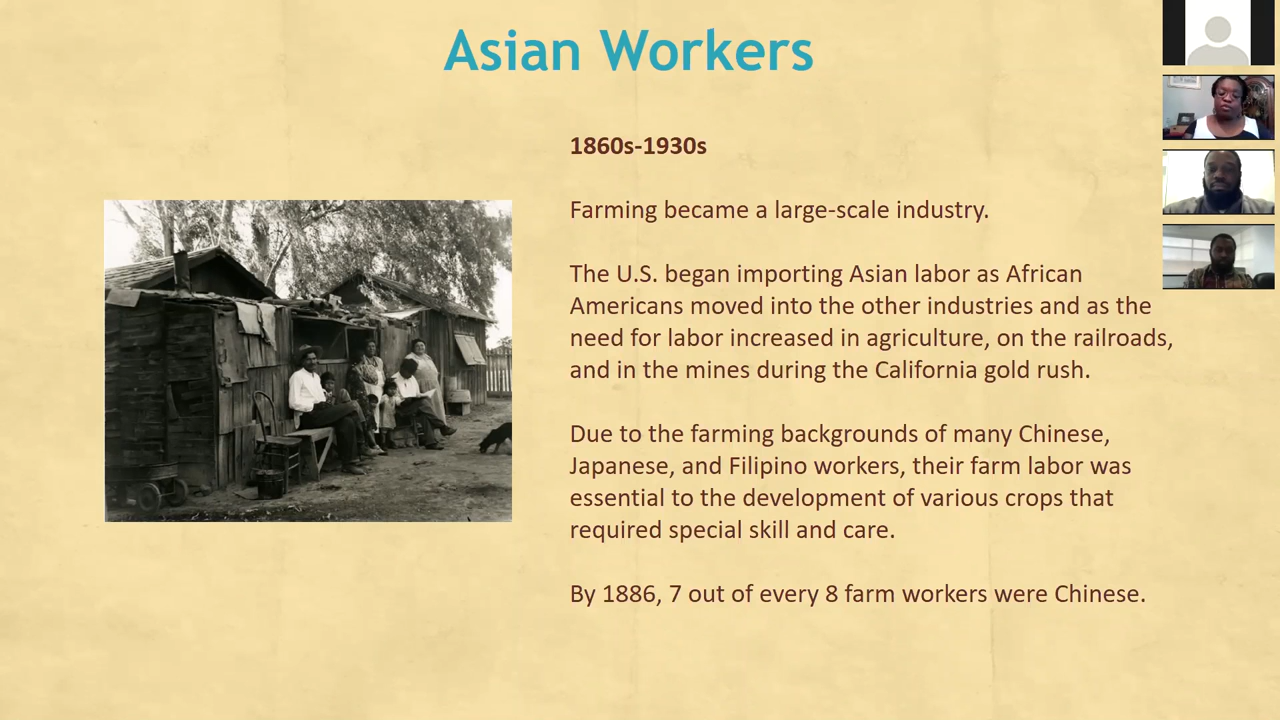 Asian Workers
1860s-1930s
Farming became a large-scale industry.
The U.S. began importing Asian labor as African
Americans moved into the other industries and as the
need for labor increased in agriculture, on the railroads,
and in the mines during the California gold rush.
Due to the farming backgrounds of many Chinese,
Japanese, and Filipino workers, their farm labor was
essential to the development of various crops that
required special skill and care.
By 1886, 7 out of every 8 farm workers were Chinese.